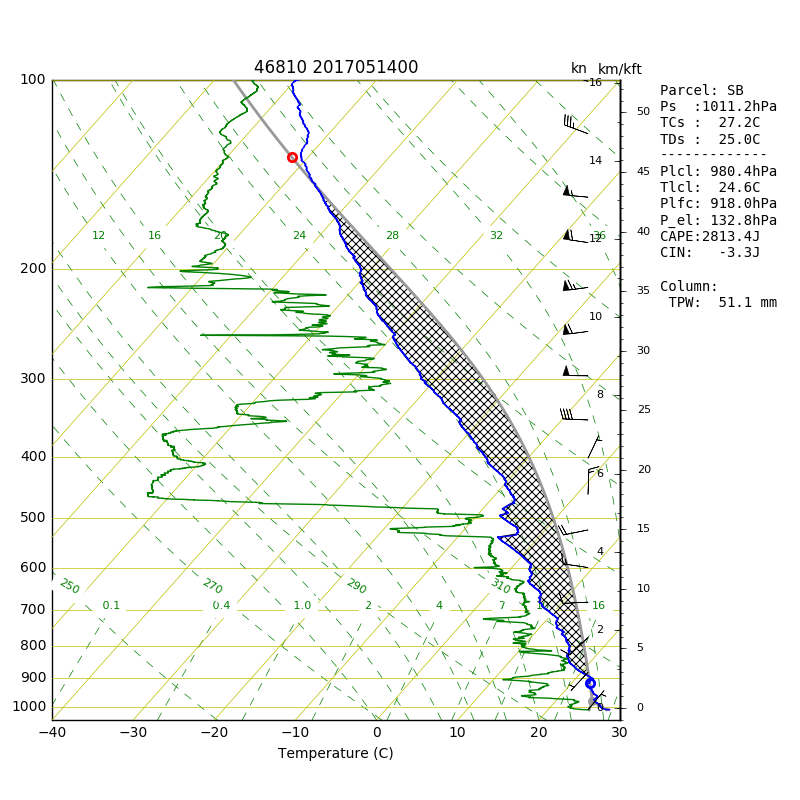 46810 2017051400
kn km/kft
Parcel: SB
Ps :1011.2hPa
TCs : 27.2C
TDs : 25.0C
-------------
Plcl: 980.4hPa
Tlcl: 24.6C
Plfc: 918.0hPa
P_el: 132.8hPa
CAPE:2813.4J
CIN: -3.3J
Column:
TPW: 51.1 mm
100
200
300
400
500
600
700
800
900
1000
12 16 20 24 28 32 36
250 270 290 310
0.1 0.4 1.0 2 4 7 16
16
14
12
10
8
6
4
2
0
50
45
40
35
30
25
20
15
10
5
0
−40 −30 −20 −10 0 10 20 30
Temperature (C)